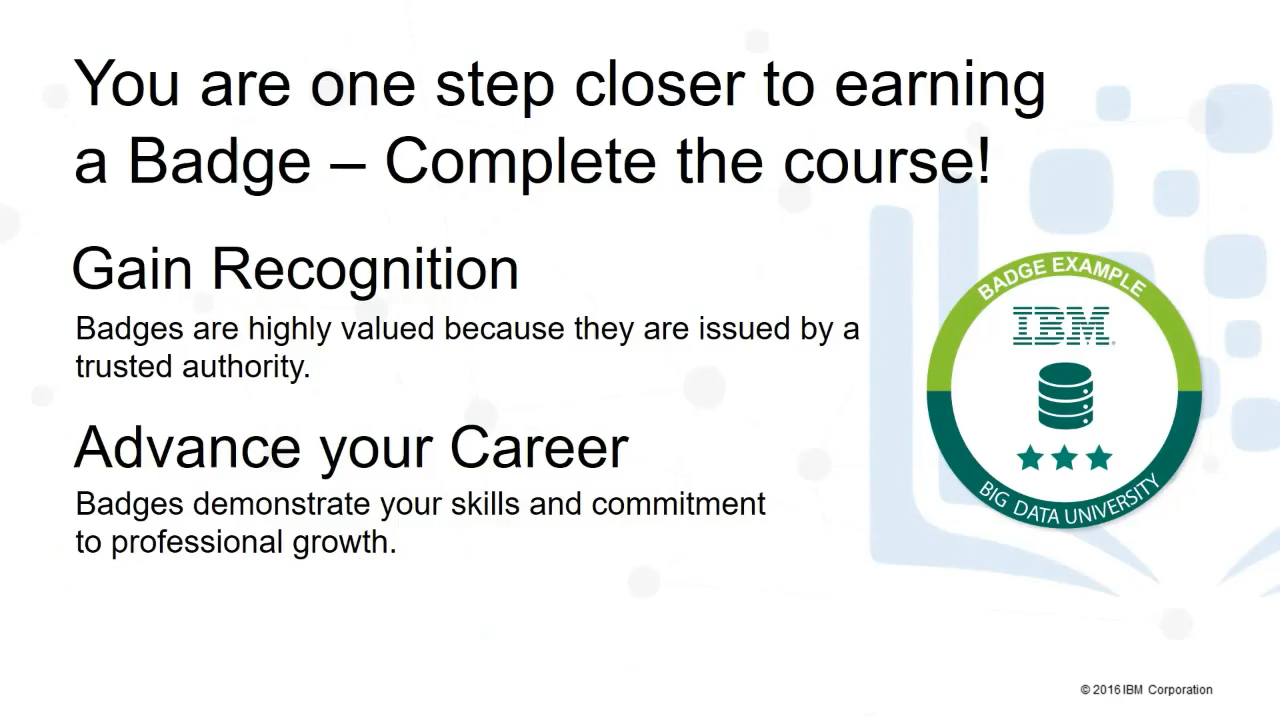 You are one step closer to earning
a Badge – Complete the course!
Gain Recognition
Badges are highly valued because they are issued by a
trusted authority.
Advance your Career
Badges demonstrate your skills and commitment
to professional growth.
BADGE EXAMPLE
IBM®
BIG DATA UNIVERSITY
© 2016 IBM Corporation